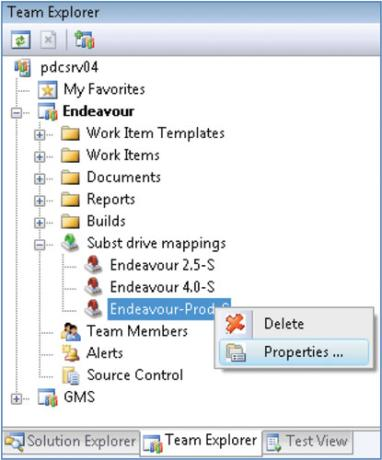 Team Explorer
pdcsrv04
My Favorites
Endeavour
Work Item Templates
Work Items
Documents
Reports
Builds
Subst drive mappings
Endeavour 2.5-S
Endeavour 4.0-S
Endeavour-Prod-S
Delete
Team Members
Properties ...
Alerts
Source Control
GMS
Solution Explorer Team Explorer Test View